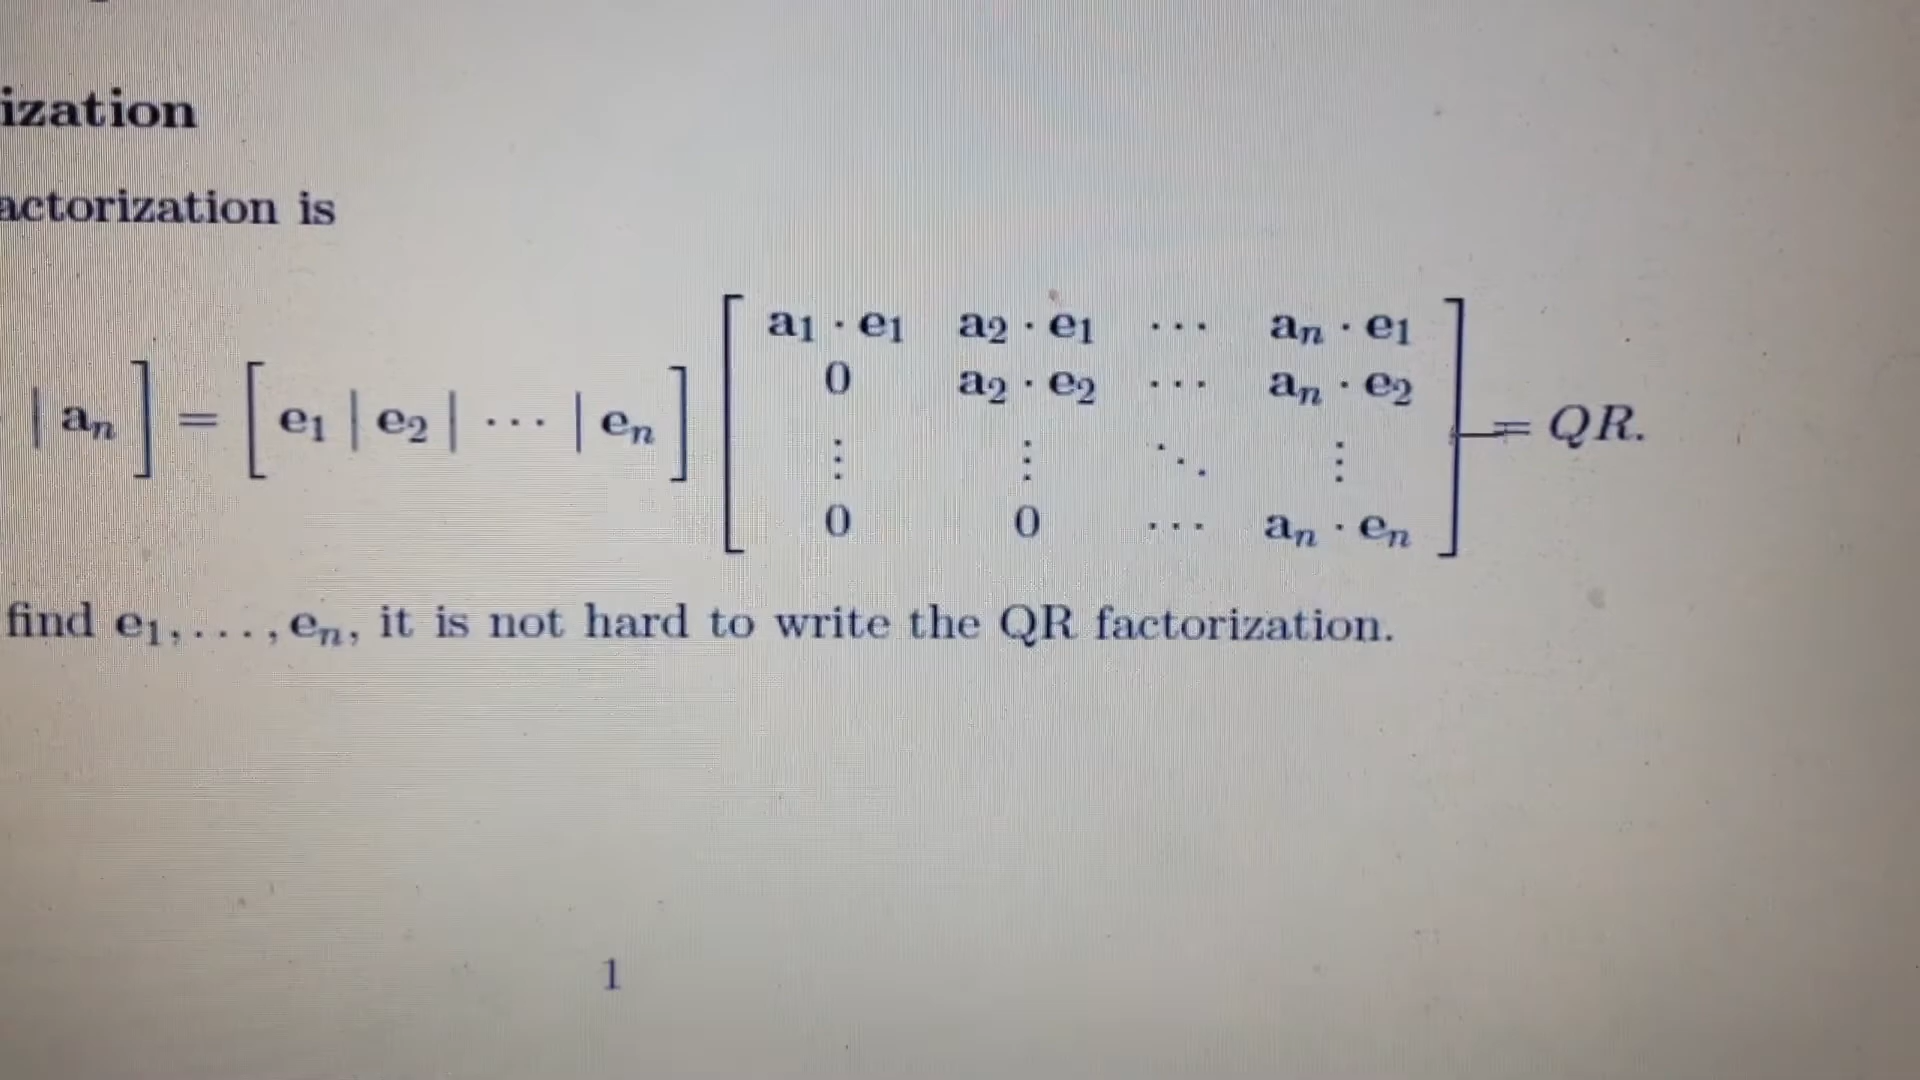 ization
actorization is
| aₙ ] = [ e₁ | e₂ | ⋯ | eₙ ] [ a₁ · e₁ a₂ · e₁ ⋯ aₙ · e₁
0 a₂ · e₂ ⋯ aₙ · e₂
⋮ ⋮ ⋱ ⋮
0 0 ⋯ aₙ · eₙ ] = QR.
find e₁, . . . , eₙ, it is not hard to write the QR factorization.
1